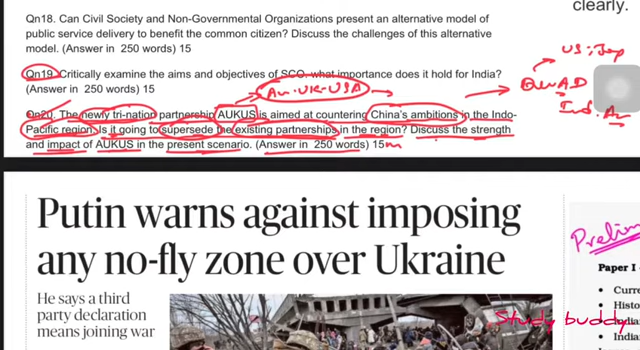 clearly.
Qn18. Can Civil Society and Non-Governmental Organizations present an alternative model of
public service delivery to benefit the common citizen? Discuss the challenges of this alternative
model. (Answer in 250 words) 15
US; Jap
Qn19. Critically examine the aims and objectives of SCO. what importance does it hold for India?
(Answer in 250 words) 15
Au-UK-USA
QUAD
Ind. Au
Qn20. The newly tri-nation partnership AUKUS is aimed at countering China's ambitions in the Indo-
Pacific region. Is it going to supersede the existing partnerships in the region? Discuss the strength
and impact of AUKUS in the present scenario. (Answer in 250 words) 15m
Putin warns against imposing
any no-fly zone over Ukraine
He says a third
party declaration
means joining war
Prelim
Paper I -
• Curre
• Histo
Study buddy
• India